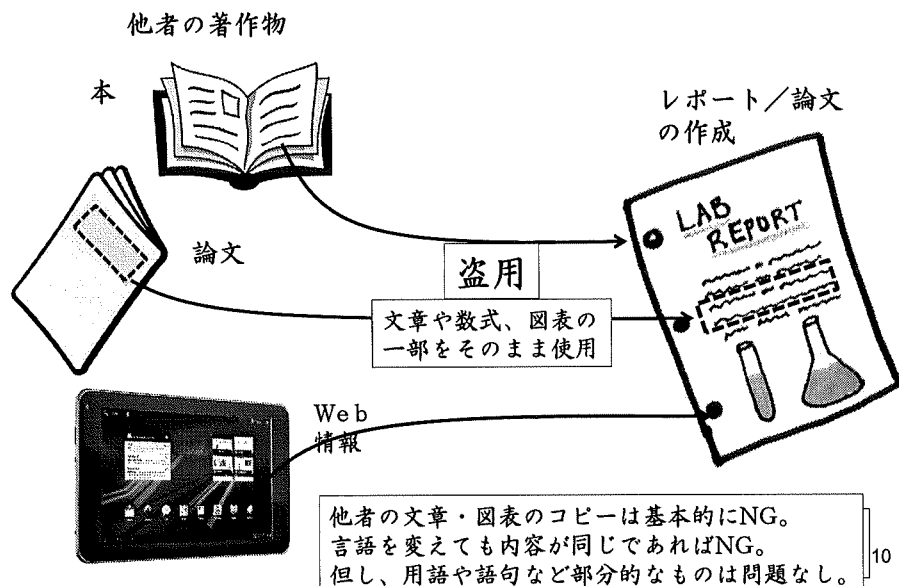 他者の著作物
本
レポート／論文
の作成
LAB
REPORT
論文
盗用
文章や数式、図表の
一部をそのまま使用
Web
情報
他者の文章・図表のコピーは基本的にNG。
言語を変えても内容が同じであればNG。
但し、用語や語句など部分的なものは問題なし。
10